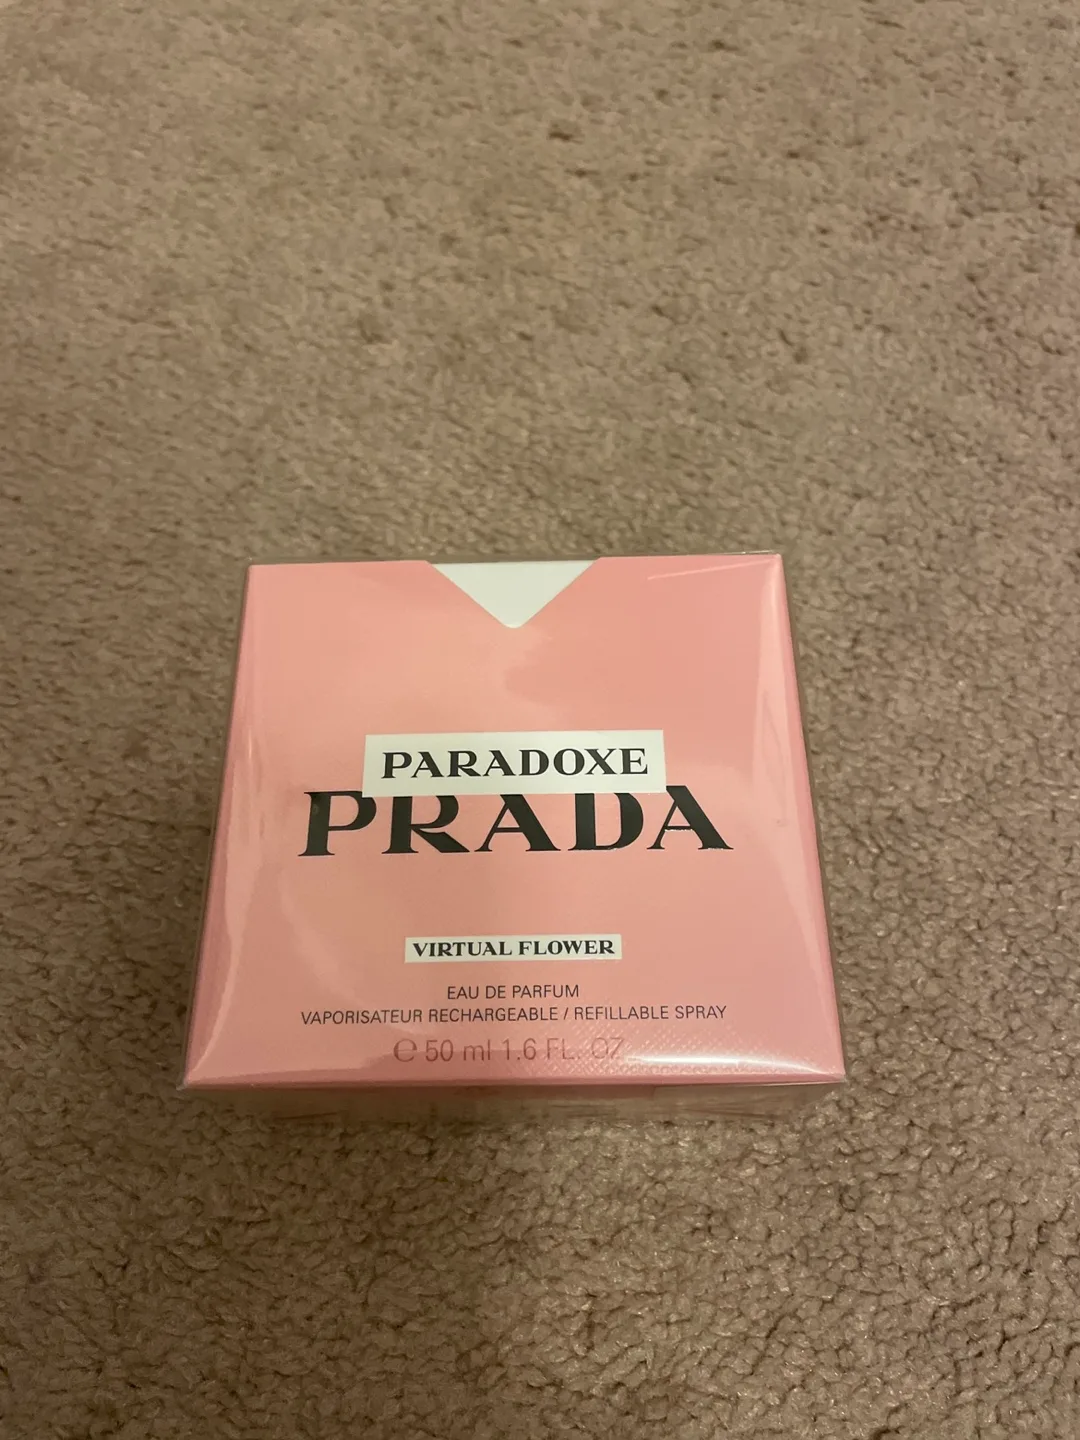 PARADOXE
PRADA
VIRTUAL FLOWER
EAU DE PARFUM
VAPORISATEUR RECHARGEABLE / REFILLABLE SPRAY
℮ 50 ml 1.6 FL. OZ